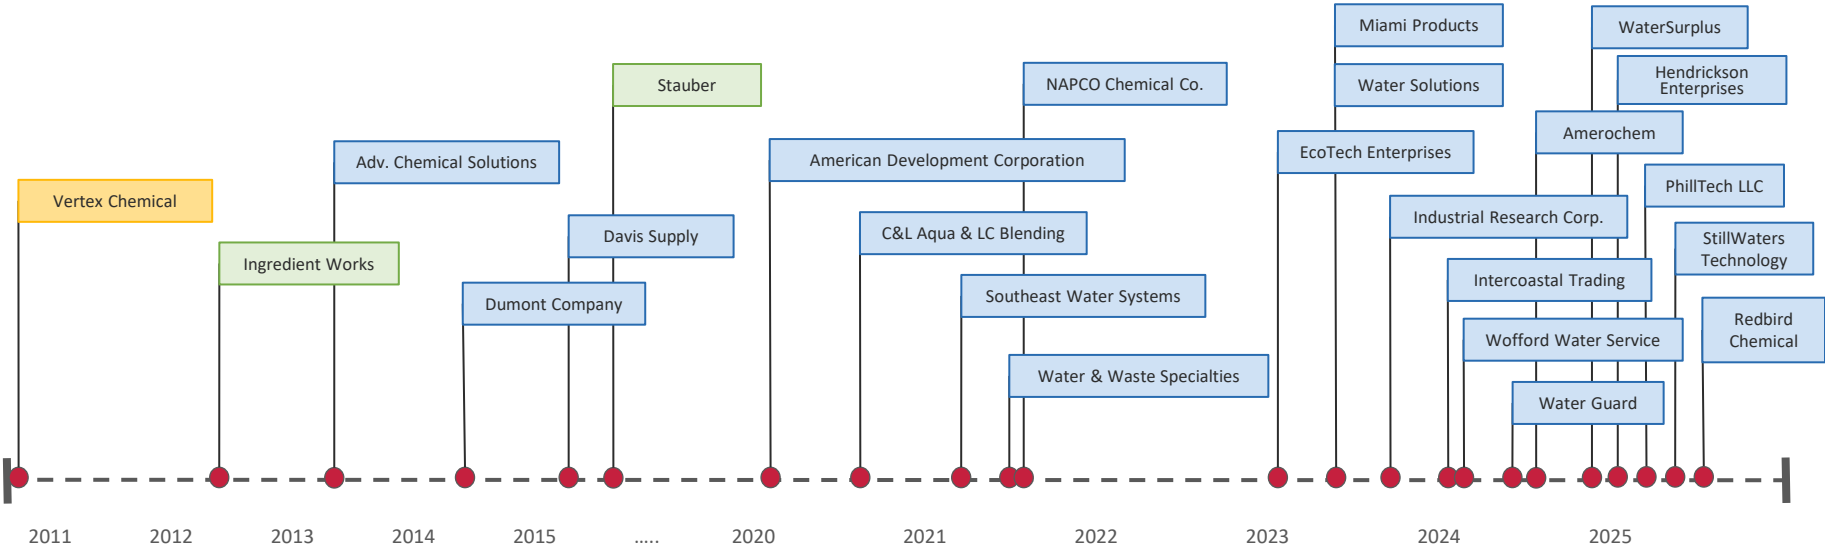 Miami Products
WaterSurplus
Stauber
NAPCO Chemical Co.
Water Solutions
Hendrickson
Enterprises
Adv. Chemical Solutions
American Development Corporation
EcoTech Enterprises
Amerochem
Vertex Chemical
PhillTech LLC
Ingredient Works
Davis Supply
C&L Aqua & LC Blending
Industrial Research Corp.
StillWaters
Technology
Dumont Company
Southeast Water Systems
Intercoastal Trading
Redbird
Chemical
Wofford Water Service
Water & Waste Specialties
Water Guard
2011 2012 2013 2014 2015 ..... 2020 2021 2022 2023 2024 2025